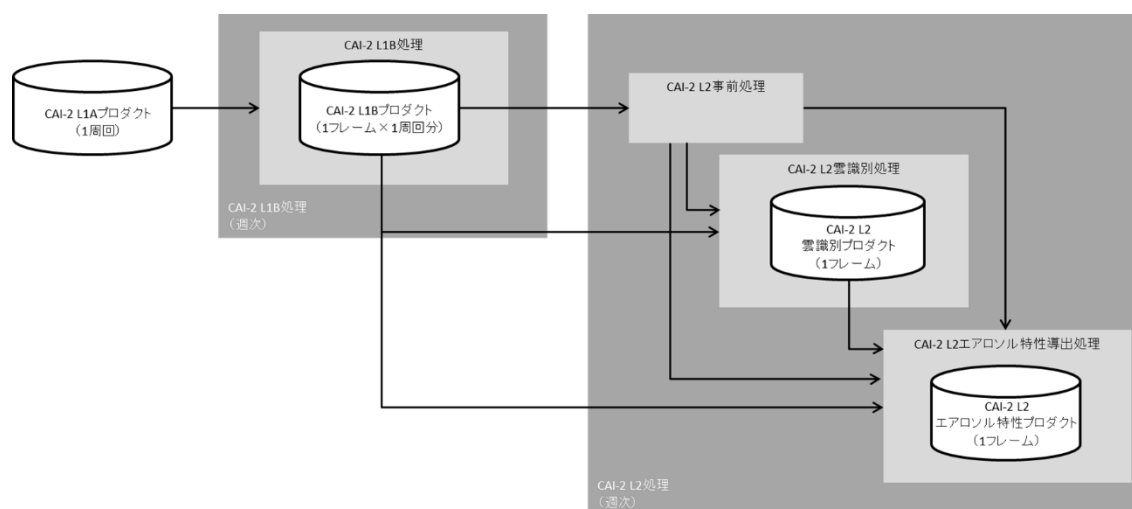 CAI-2 L1Aプロダクト
（1周回）
CAI-2 L1B処理
CAI-2 L1Bプロダクト
（1フレーム×1周回分）
CAI-2 L1B処理
（週次）
CAI-2 L2事前処理
CAI-2 L2雲識別処理
CAI-2 L2
雲識別プロダクト
（1フレーム）
CAI-2 L2エアロソル特性導出処理
CAI-2 L2
エアロソル特性プロダクト
（1フレーム）
CAI-2 L2処理
（週次）